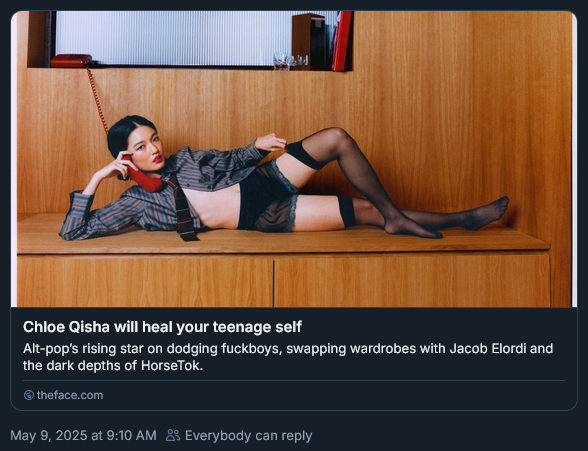 Chloe Qisha will heal your teenage self
Alt-pop's rising star on dodging fuckboys, swapping wardrobes with Jacob Elordi and
the dark depths of HorseTok.
theface.com
May 9, 2025 at 9:10 AM Everybody can reply